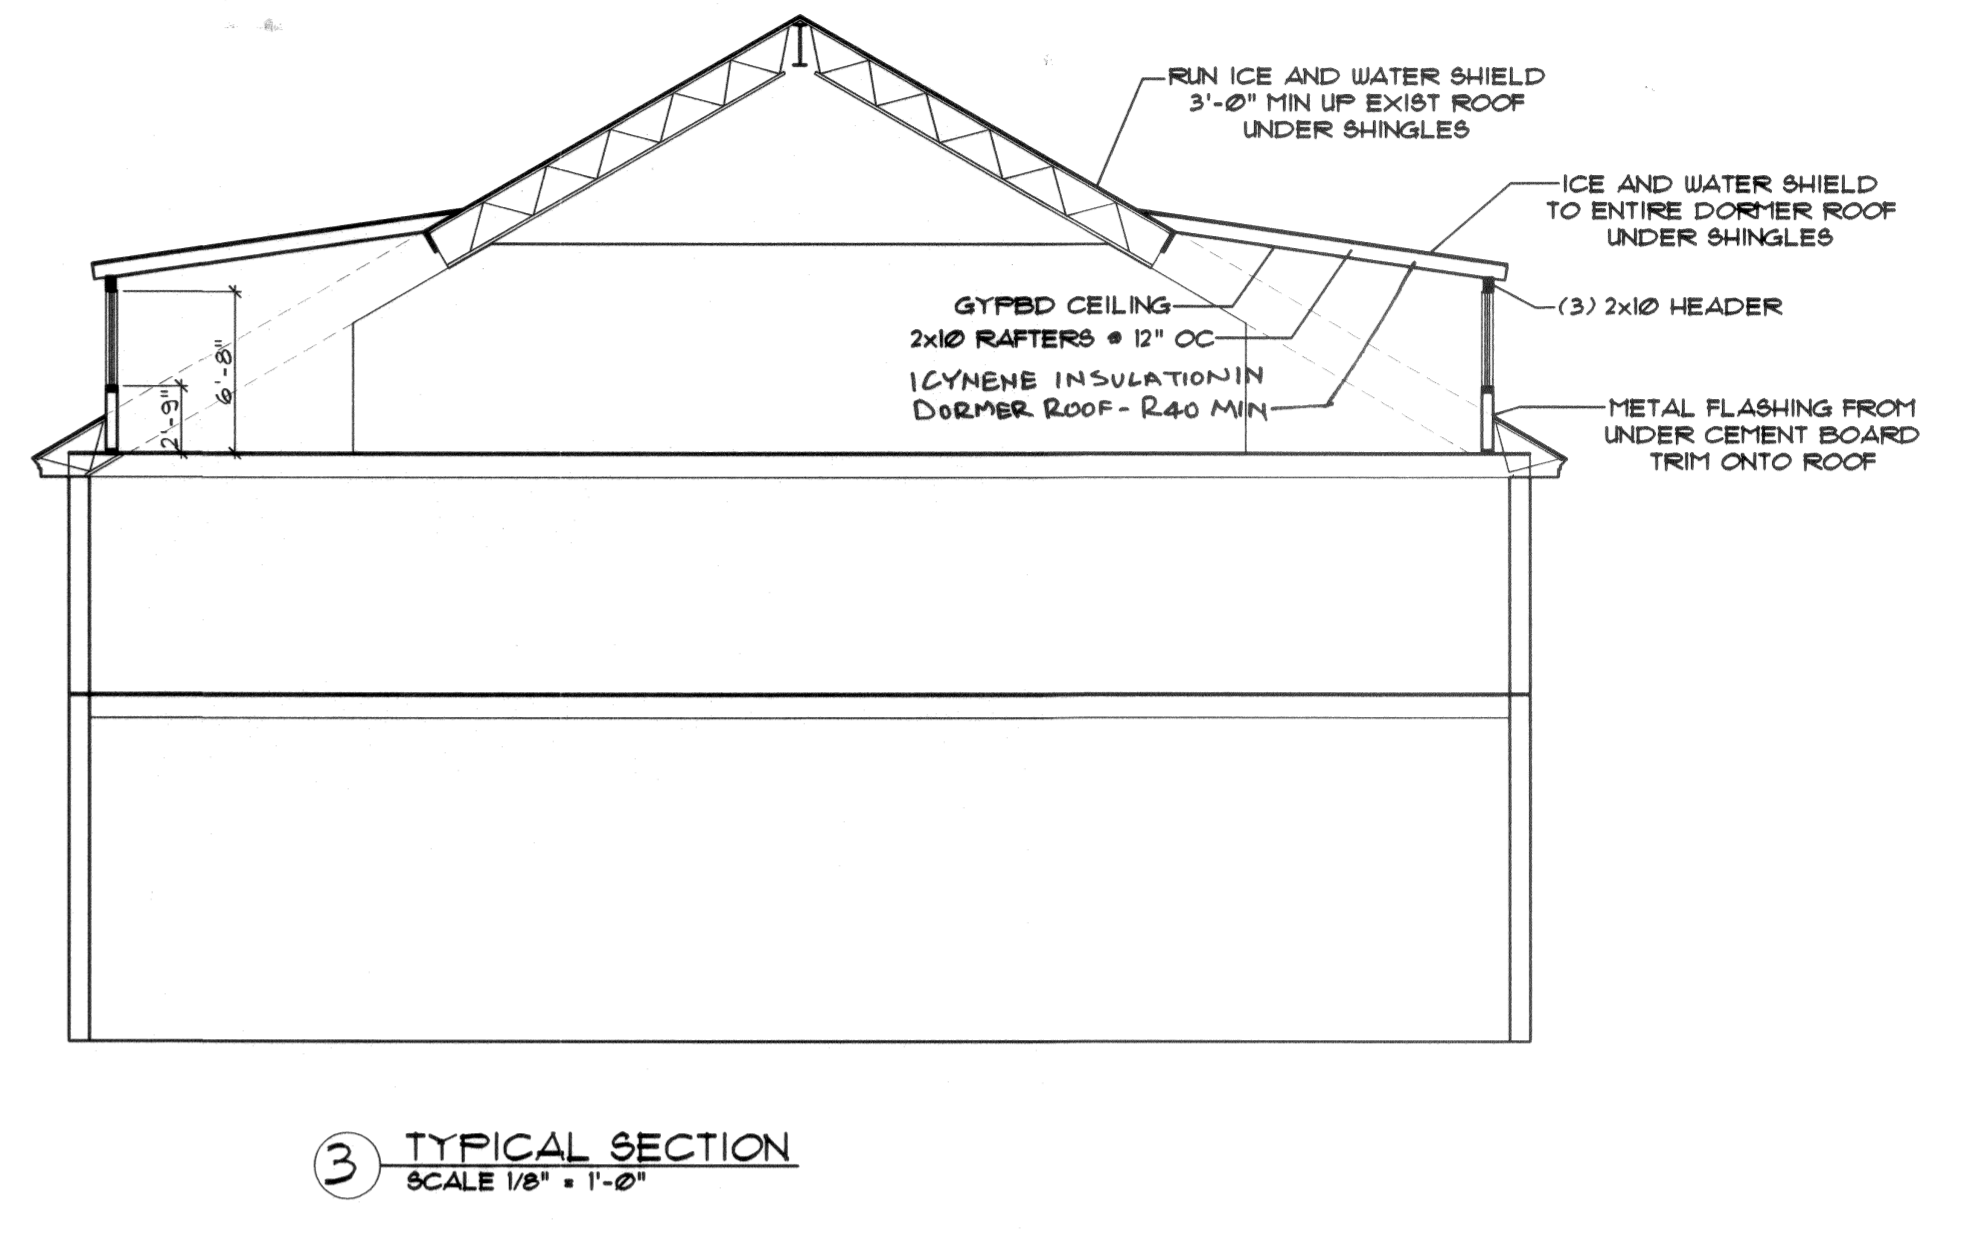 RUN ICE AND WATER SHIELD
3'-0" MIN UP EXIST ROOF
UNDER SHINGLES
ICE AND WATER SHIELD
TO ENTIRE DORMER ROOF
UNDER SHINGLES
GYPBD CEILING
(3) 2x10 HEADER
2x10 RAFTERS @ 12" OC
ICYNENE INSULATION IN
DORMER ROOF - R40 MIN
6'-8"
2'-9"
METAL FLASHING FROM
UNDER CEMENT BOARD
TRIM ONTO ROOF
3
TYPICAL SECTION
SCALE 1/8" = 1'-0"